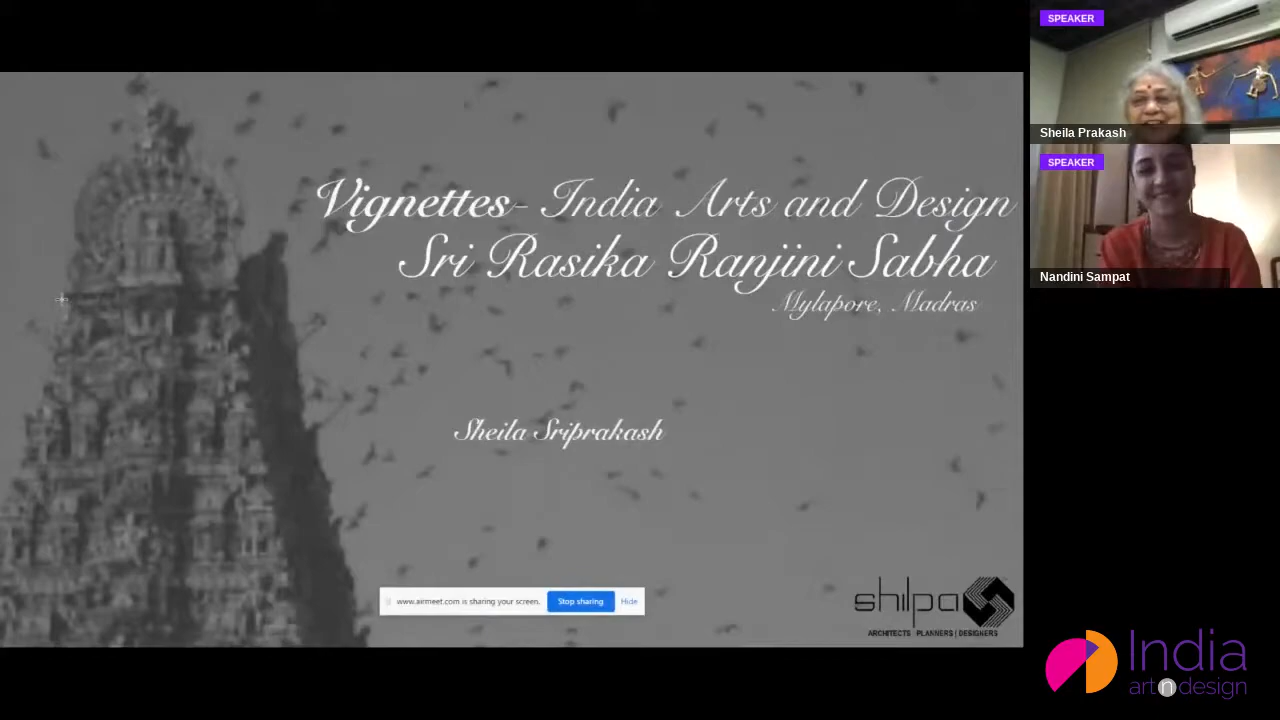 Vignettes- India Arts and Design
Sri Rasika Ranjini Sabha
Mylapore, Madras
Sheila Sriprakash
www.airmeet.com is sharing your screen. Stop sharing Hide
shilpa
ARCHITECTS | PLANNERS | DESIGNERS
SPEAKER
Sheila Prakash
SPEAKER
Nandini Sampat
India
art n design